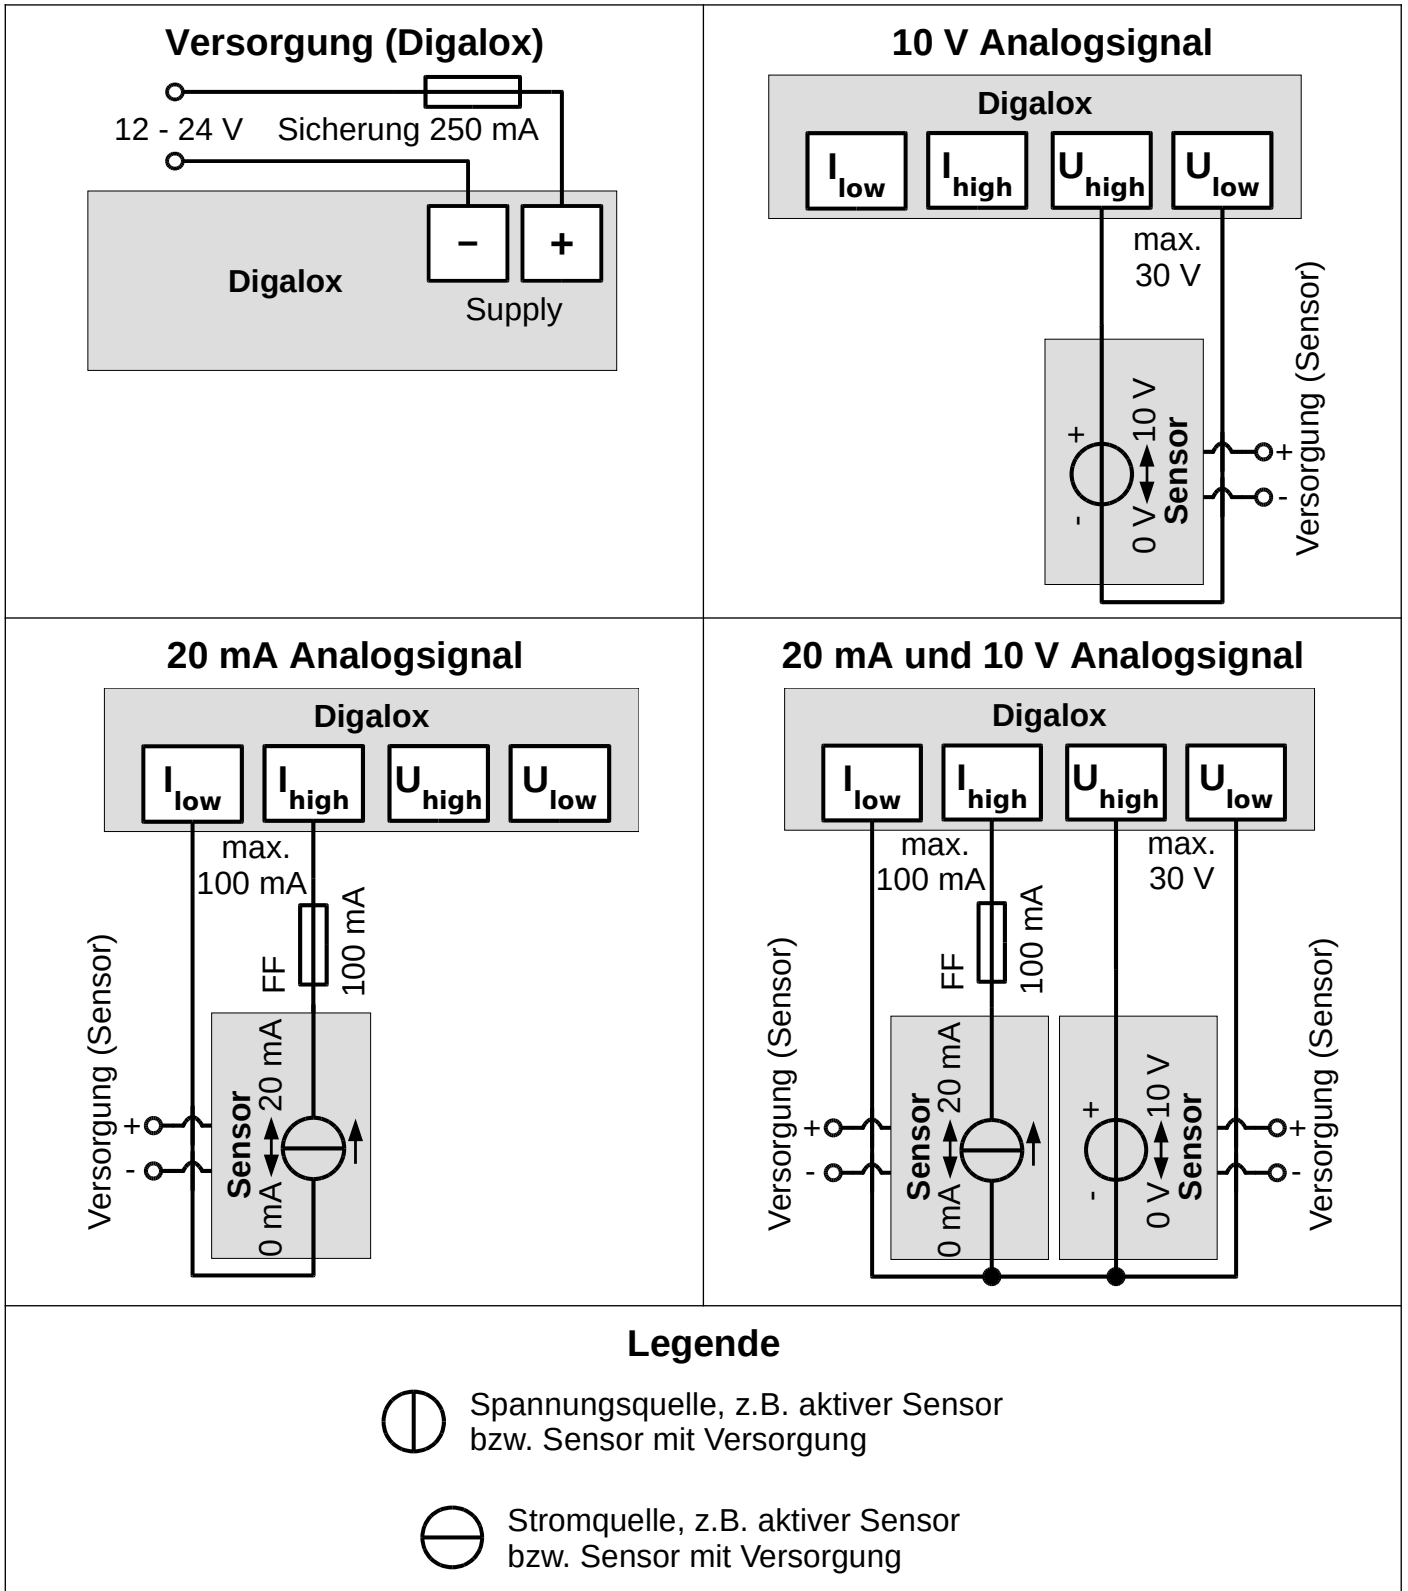 Versorgung (Digalox)
12 - 24 V Sicherung 250 mA
− +
Digalox
Supply
10 V Analogsignal
Digalox
Ilow Ihigh Uhigh Ulow
max.
30 V
+
-
0 V 10 V
Sensor
+
-
Versorgung (Sensor)
20 mA Analogsignal
Digalox
Ilow Ihigh Uhigh Ulow
max.
100 mA
FF
100 mA
Versorgung (Sensor)
+
-
Sensor
0 mA 20 mA
20 mA und 10 V Analogsignal
Digalox
Ilow Ihigh Uhigh Ulow
max.
100 mA
max.
30 V
FF
100 mA
Versorgung (Sensor)
+
-
Sensor
0 mA 20 mA
+
-
0 V 10 V
Sensor
+
-
Versorgung (Sensor)
Legende
Spannungsquelle, z.B. aktiver Sensor
bzw. Sensor mit Versorgung
Stromquelle, z.B. aktiver Sensor
bzw. Sensor mit Versorgung